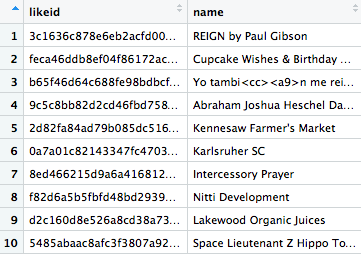 likeid name
1 3c1636c878e6eb2acfd00... REIGN by Paul Gibson
2 feca46ddb8ef04f86172ac... Cupcake Wishes & Birthday ...
3 b65f46d64c688fe98bdbcf... Yo tambi<cc><a9>n me rei...
4 9c5c8bb82d2cd46fbd758... Abraham Joshua Heschel Da...
5 2d82fa84ad79b085dc516... Kennesaw Farmer's Market
6 0a7a01c82143347fc4703... Karlsruher SC
7 8ed466215d9a6a416812... Intercessory Prayer
8 f82d6a5b5fbfd48bd2939... Nitti Development
9 d2c160d8e526a8cd38a73... Lakewood Organic Juices
10 5485abaac8afc3f3807a92... Space Lieutenant Z Hippo To...